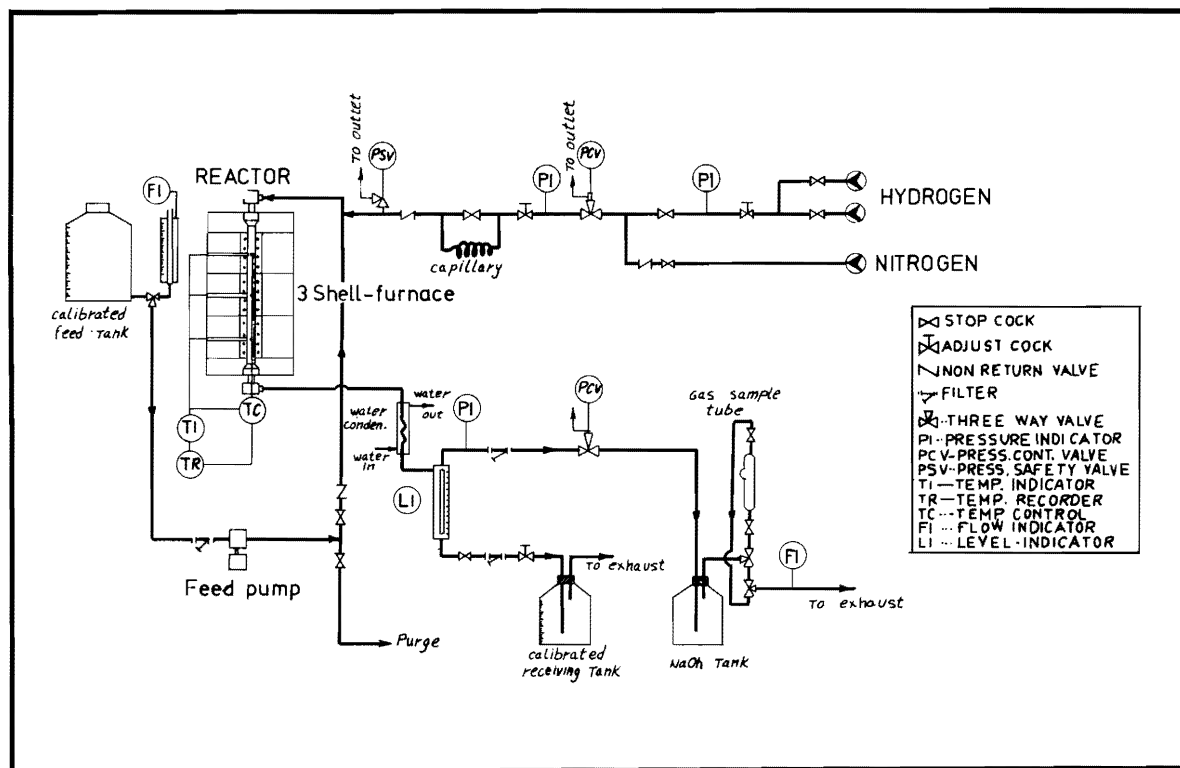 TO outlet
PSV
TO outlet
PCV
PI
PI
HYDROGEN
NITROGEN
FI
REACTOR
capillary
3 Shell-furnace
calibrated
feed Tank
TC
TI
TR
water
out
water
conden.
water
in
PI
PCV
LI
Gas sample
tube
FI
Feed pump
Purge
TO exhaust
TO exhaust
calibrated
receiving Tank
NaOh Tank
STOP COCK
ADJUST COCK
NON RETURN VALVE
FILTER
THREE WAY VALVE
PI--PRESSURE INDICATOR
PCV-PRESS.CONT. VALVE
PSV--PRESS. SAFETY VALVE
TI—TEMP. INDICATOR
TR—TEMP. RECORDER
TC---TEMP CONTROL
FI ... FLOW INDICATOR
LI ... LEVEL-INDICATOR